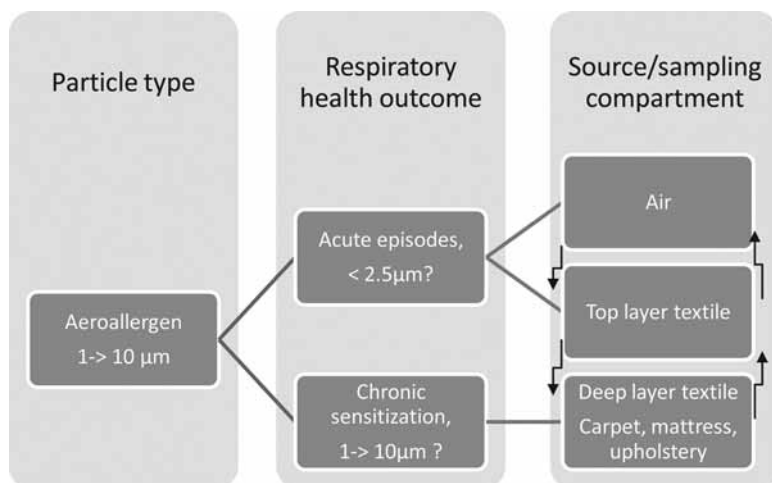 Particle type
Respiratory
health outcome
Source/sampling
compartment
Aeroallergen
1-> 10 µm
Acute episodes,
< 2.5µm?
Chronic
sensitization,
1-> 10µm ?
Air
Top layer textile
Deep layer textile
Carpet, mattress,
upholstery